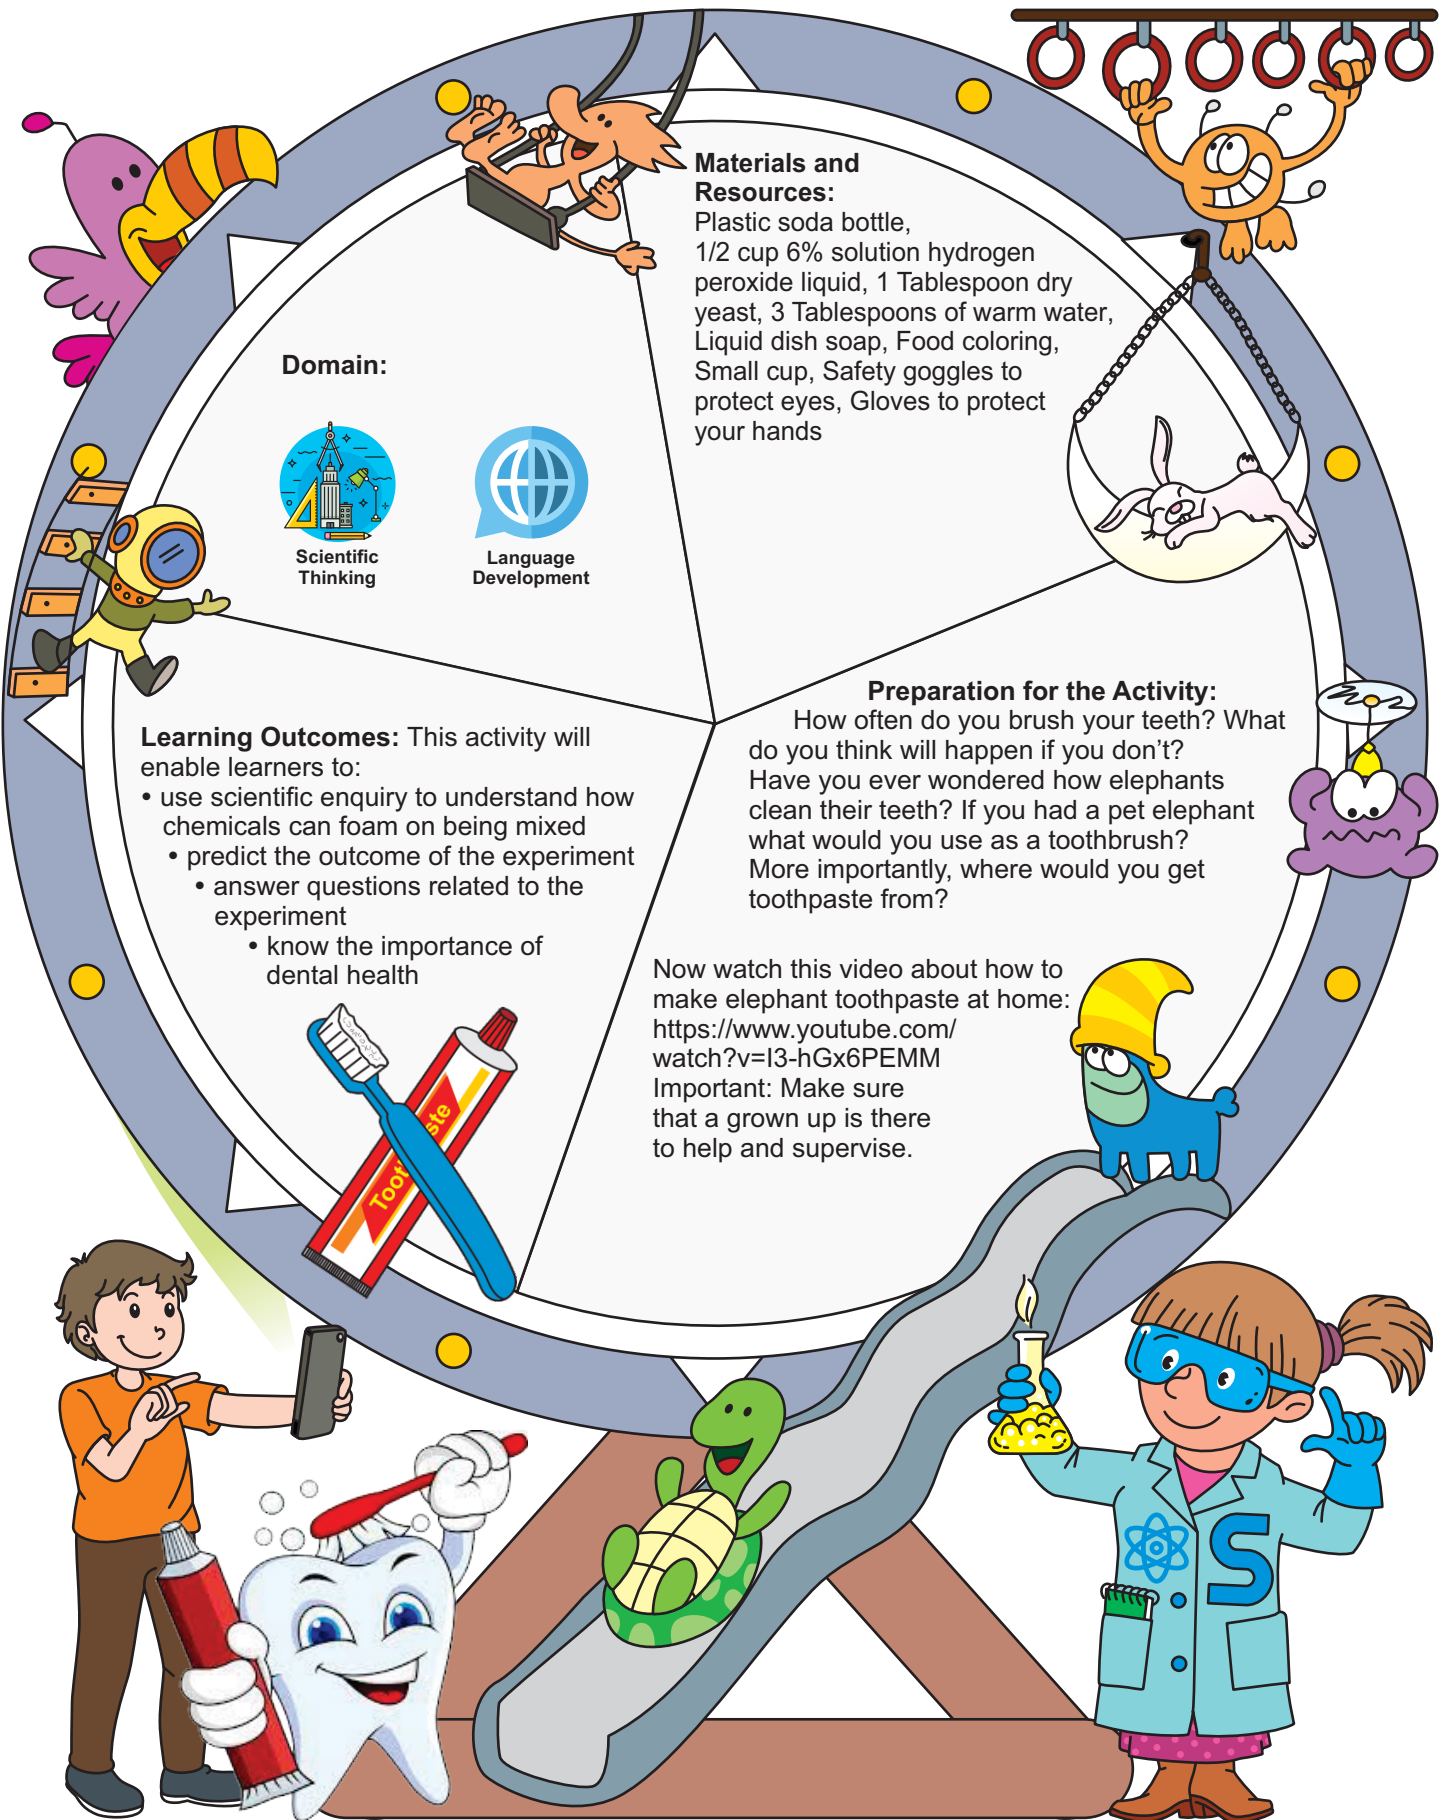 Materials and
Resources:
Plastic soda bottle,
1/2 cup 6% solution hydrogen
peroxide liquid, 1 Tablespoon dry
yeast, 3 Tablespoons of warm water,
Liquid dish soap, Food coloring,
Small cup, Safety goggles to
protect eyes, Gloves to protect
your hands
Domain:
Scientific
Thinking
Language
Development
Preparation for the Activity:
How often do you brush your teeth? What
do you think will happen if you don't?
Have you ever wondered how elephants
clean their teeth? If you had a pet elephant
what would you use as a toothbrush?
More importantly, where would you get
toothpaste from?
Now watch this video about how to
make elephant toothpaste at home:
https://www.youtube.com/
watch?v=I3-hGx6PEMM
Important: Make sure
that a grown up is there
to help and supervise.
Learning Outcomes: This activity will
enable learners to:
• use scientific enquiry to understand how
chemicals can foam on being mixed
• predict the outcome of the experiment
• answer questions related to the
experiment
• know the importance of
dental health
Toot ste
S